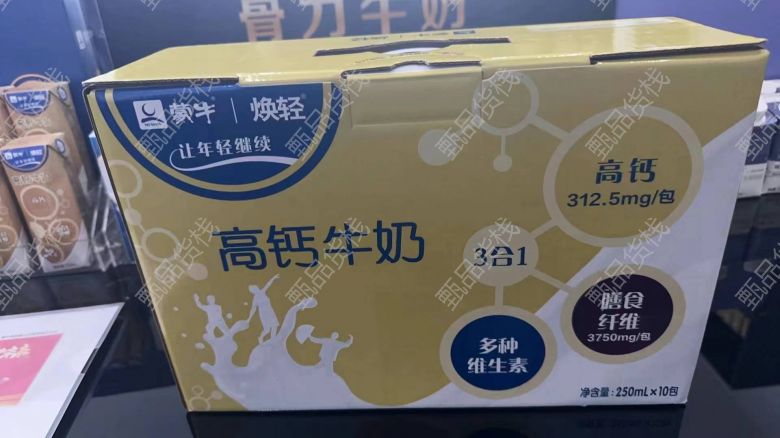 骨力牛奶
蒙牛 | 焕轻
让年轻继续
高钙牛奶
3合1
高钙
312.5mg/包
膳食
纤维
3750mg/包
多种
维生素
净含量:250mL×10包
甄品货栈